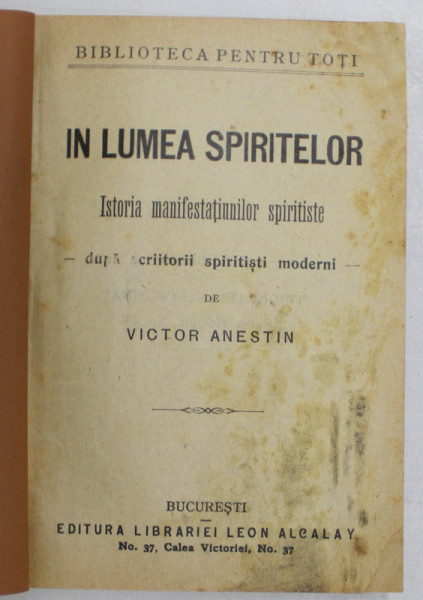 BIBLIOTECA PENTRU TOȚI
IN LUMEA SPIRITELOR
Istoria manifestațiunilor spiritiste
— după scriitorii spiritiști moderni —
DE
VICTOR ANESTIN
BUCUREȘTI
EDITURA LIBRARIEI LEON ALCALAY
No. 37, Calea Victoriei, No. 37